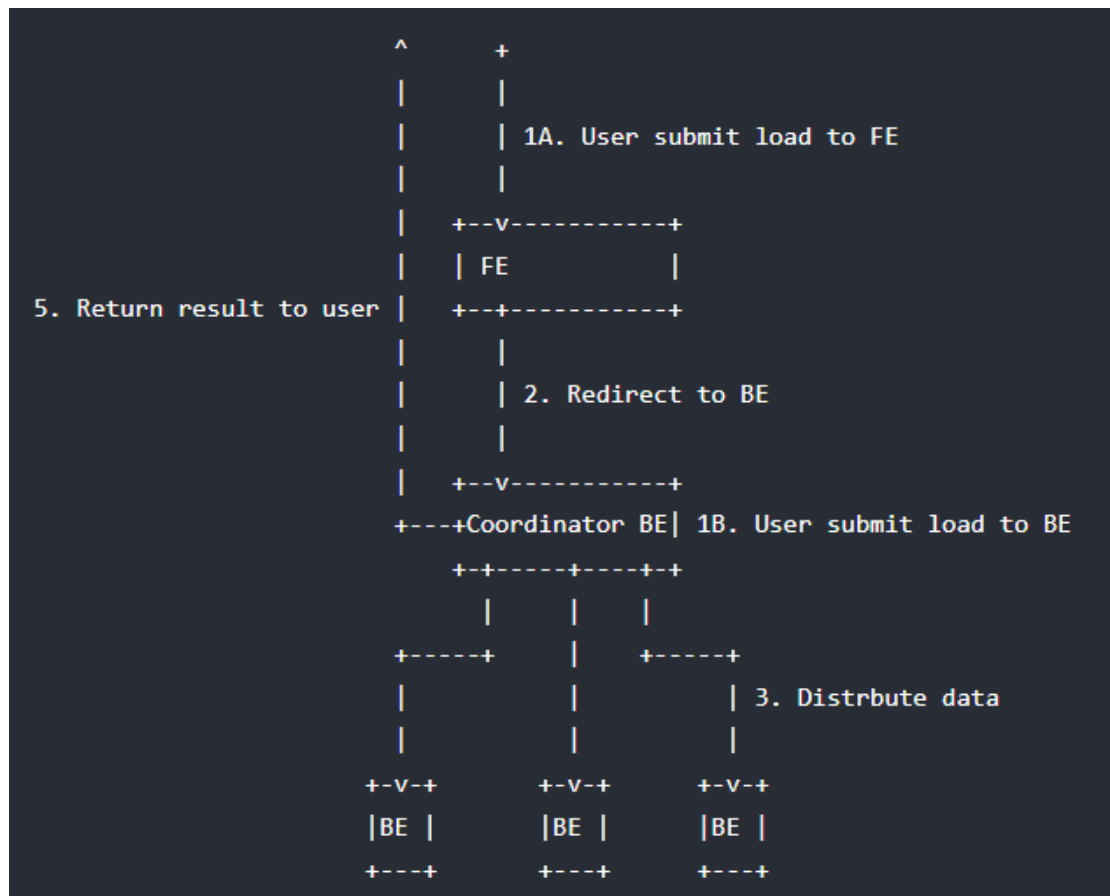 ^ +
| |
| | 1A. User submit load to FE
| |
| +--v-----------+
| | FE |
5. Return result to user | +--+-----------+
| |
| | 2. Redirect to BE
| |
| +--v-----------+
+---+Coordinator BE| 1B. User submit load to BE
+-+-----+----+-+
| | |
+-----+ | +-----+
| | | 3. Distrbute data
| | |
+-v-+ +-v-+ +-v-+
|BE | |BE | |BE |
+---+ +---+ +---+